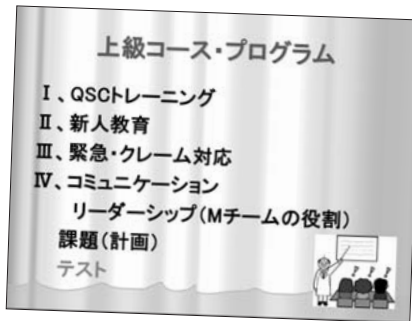 上級コース・プログラム
Ⅰ、QSCトレーニング
Ⅱ、新人教育
Ⅲ、緊急・クレーム対応
Ⅳ、コミュニケーション
リーダーシップ(Mチームの役割)
課題(計画)
テスト